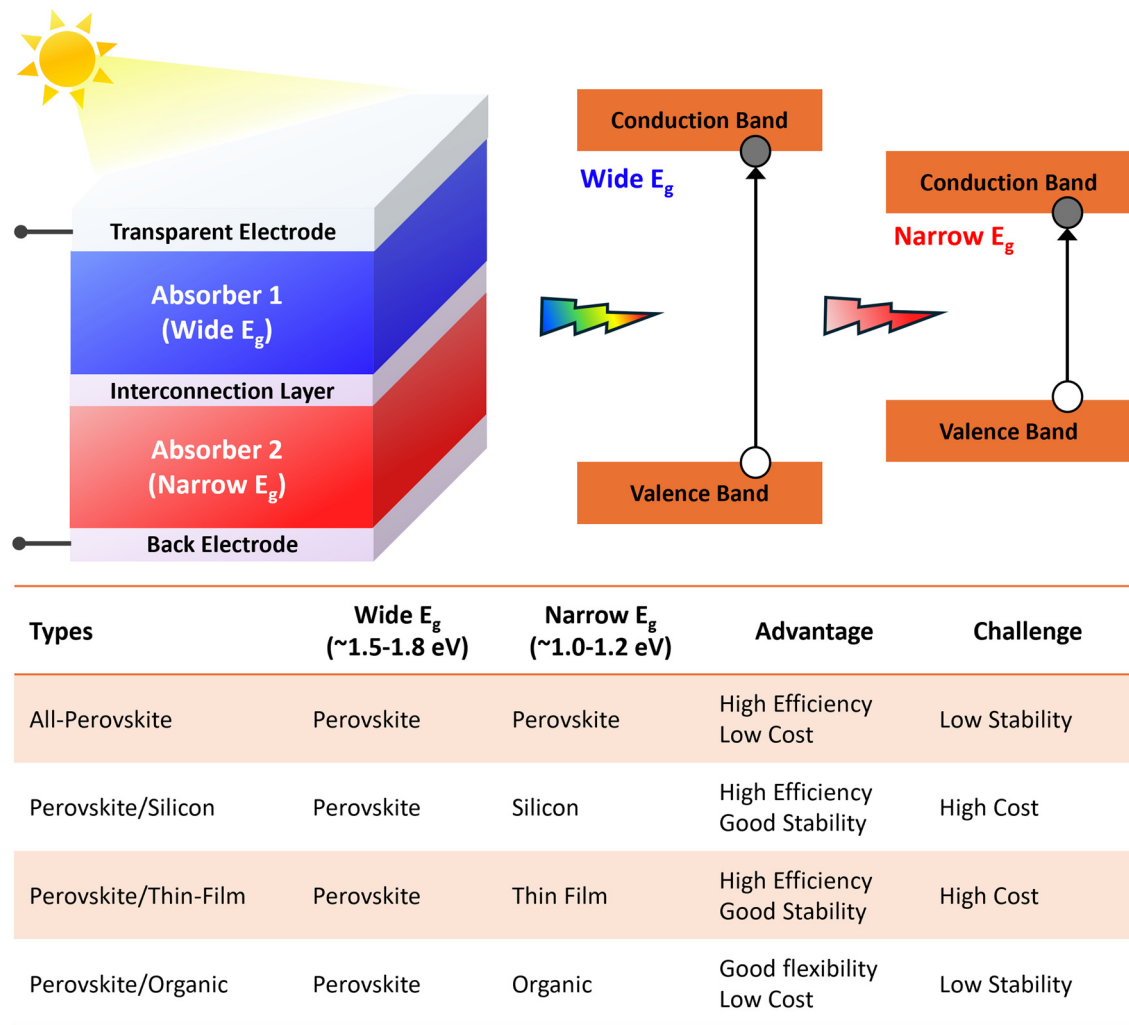 Transparent Electrode
Absorber 1
(Wide Eg)
Interconnection Layer
Absorber 2
(Narrow Eg)
Back Electrode
Conduction Band
Wide Eg
Valence Band
Conduction Band
Narrow Eg
Valence Band
Types
Wide Eg
(~1.5-1.8 eV)
Narrow Eg
(~1.0-1.2 eV)
Advantage
Challenge
All-Perovskite
Perovskite
Perovskite
High Efficiency
Low Cost
Low Stability
Perovskite/Silicon
Perovskite
Silicon
High Efficiency
Good Stability
High Cost
Perovskite/Thin-Film
Perovskite
Thin Film
High Efficiency
Good Stability
High Cost
Perovskite/Organic
Perovskite
Organic
Good flexibility
Low Cost
Low Stability